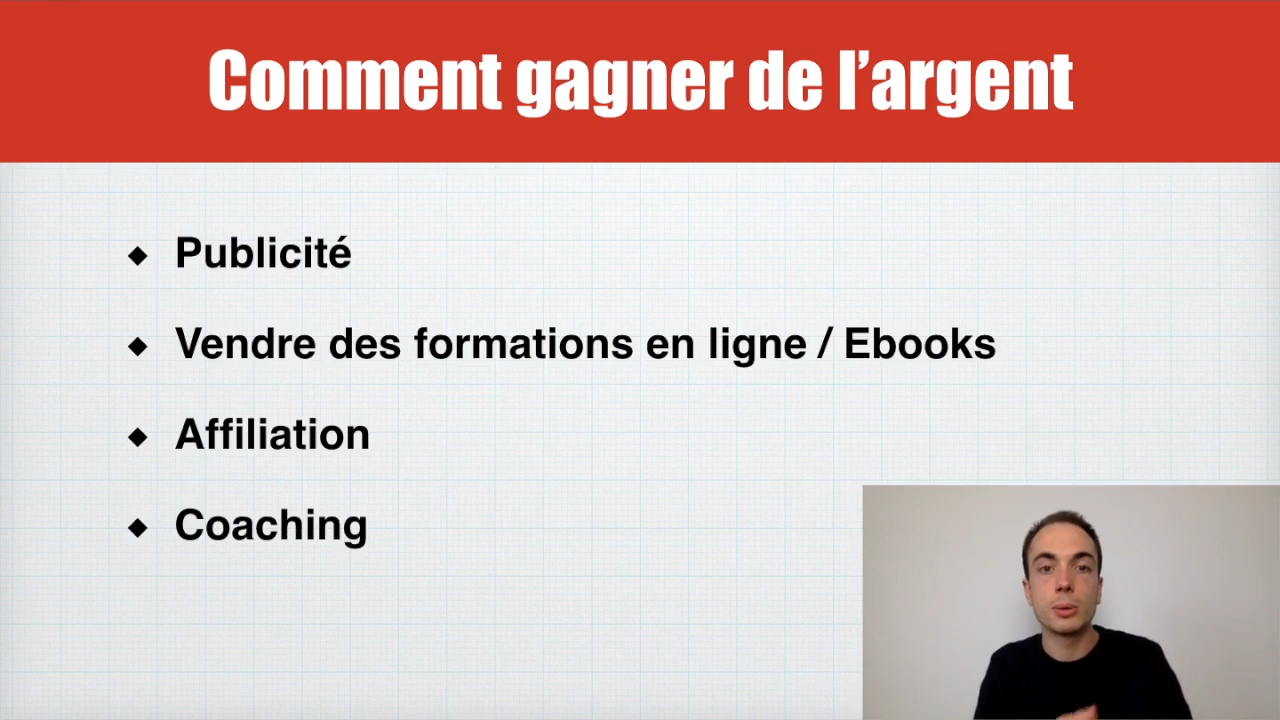 Comment gagner de l’argent
Publicité
Vendre des formations en ligne / Ebooks
Affiliation
Coaching